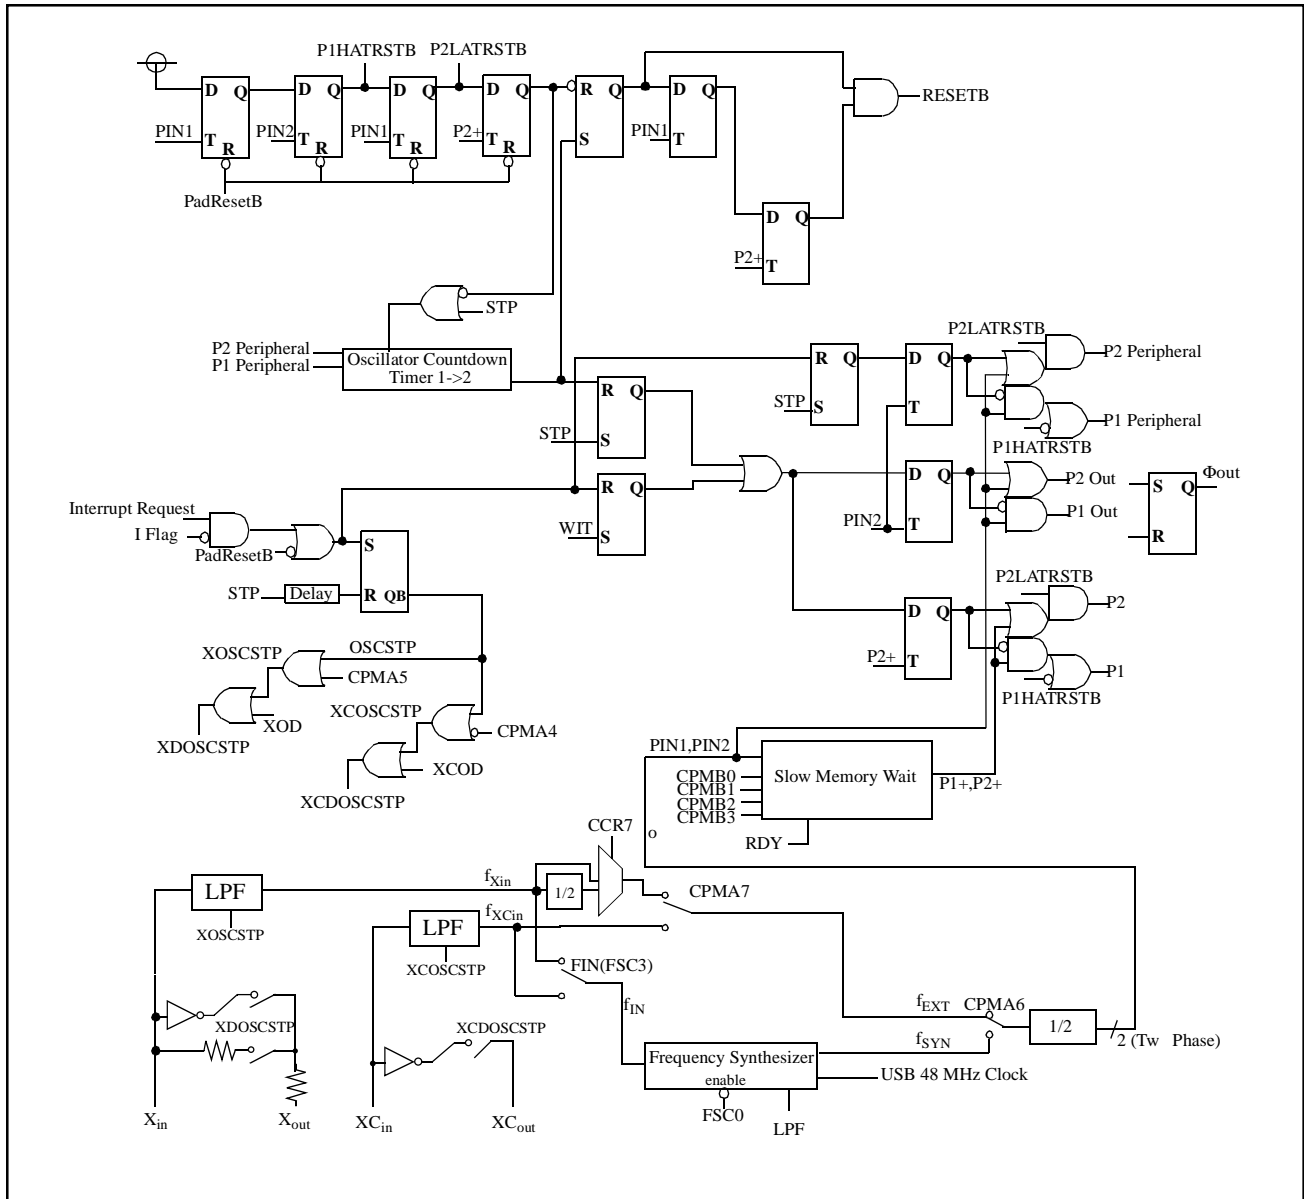 P1HATRSTB P2LATRSTB
D Q D Q D Q D Q R Q D Q
RESETB
PIN1 T R PIN2 T R PIN1 T R P2+ T R S PIN1 T
PadResetB
D Q
P2+ T
STP
P2 Peripheral
P1 Peripheral
Oscillator Countdown
Timer 1->2
R Q
STP S
R Q
STP S
D Q
T
P2LATRSTB
P2 Peripheral
P1 Peripheral
P1HATRSTB
Interrupt Request
I Flag
PadResetB
R Q
WIT S
D Q
PIN2 T
P2 Out
P1 Out
S Q Φout
R
S
STP Delay R QB
P2LATRSTB
D Q
P2
P2+ T
P1
P1HATRSTB
XOSCSTP OSCSTP
CPMA5
XOD
XDOSCSTP
XCOSCSTP
CPMA4
XCOD
XCDOSCSTP
PIN1,PIN2
CPMB0
CPMB1
CPMB2
CPMB3
Slow Memory Wait
P1+,P2+
RDY
o
CCR7
LPF
fXin
1/2
CPMA7
XOSCSTP
LPF
fXCin
XCOSCSTP
FIN(FSC3)
fIN
fEXT
CPMA6
1/2
2 (Tw Phase)
fSYN
XDOSCSTP
XCDOSCSTP
Frequency Synthesizer
enable
USB 48 MHz Clock
FSC0
LPF
Xin Xout XCin XCout